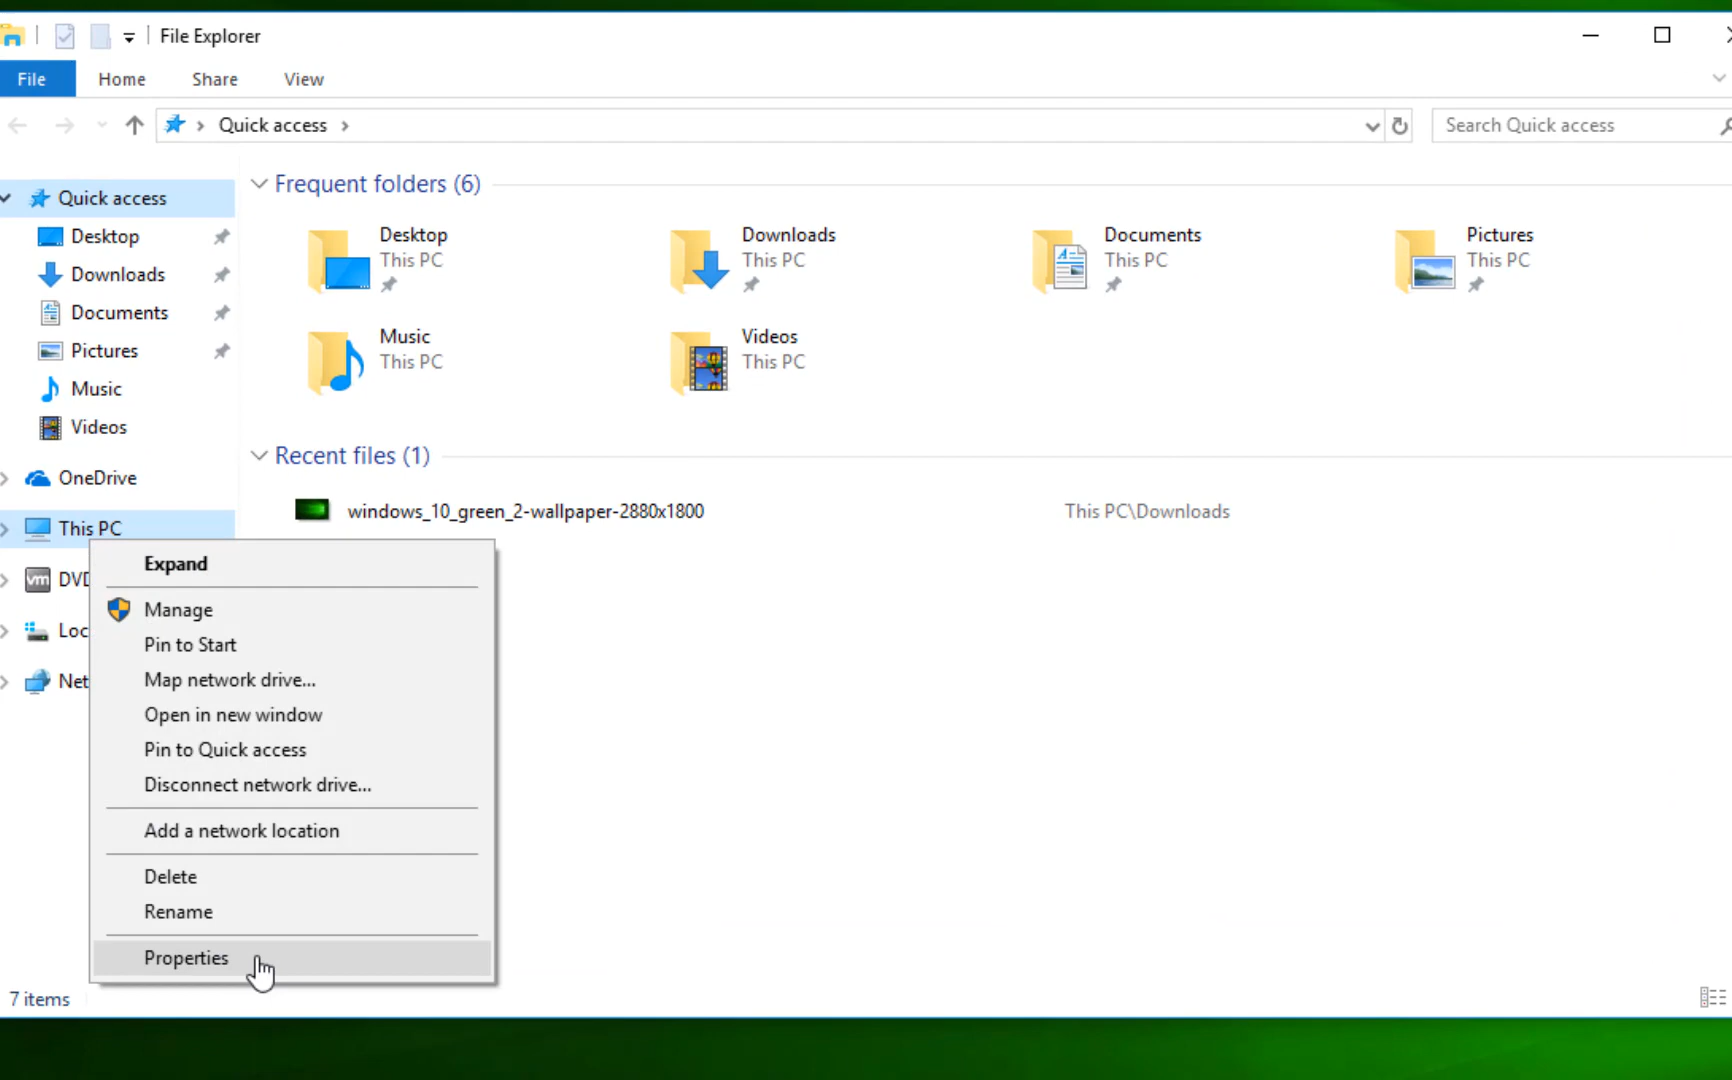 File Explorer
File Home Share View
Quick access
Search Quick access
Quick access
Desktop
Downloads
Documents
Pictures
Music
Videos
OneDrive
This PC
vm DVD
Loc
Net
Frequent folders (6)
Desktop
This PC
Downloads
This PC
Documents
This PC
Pictures
This PC
Music
This PC
Videos
This PC
Recent files (1)
windows_10_green_2-wallpaper-2880x1800 This PC\Downloads
Expand
Manage
Pin to Start
Map network drive...
Open in new window
Pin to Quick access
Disconnect network drive...
Add a network location
Delete
Rename
Properties
7 items